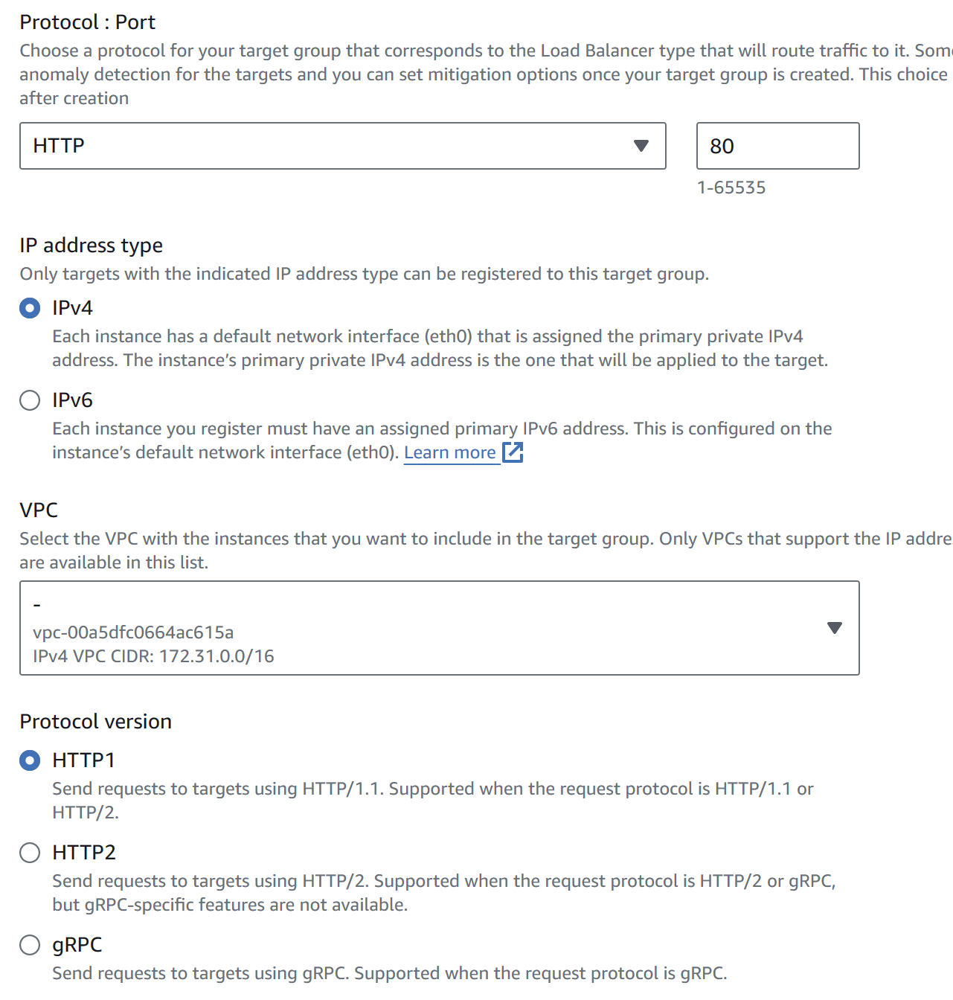 Protocol : Port
Choose a protocol for your target group that corresponds to the Load Balancer type that will route traffic to it. Some
anomaly detection for the targets and you can set mitigation options once your target group is created. This choice
after creation
HTTP
80
1-65535
IP address type
Only targets with the indicated IP address type can be registered to this target group.
IPv4
Each instance has a default network interface (eth0) that is assigned the primary private IPv4
address. The instance's primary private IPv4 address is the one that will be applied to the target.
IPv6
Each instance you register must have an assigned primary IPv6 address. This is configured on the
instance's default network interface (eth0). Learn more
VPC
Select the VPC with the instances that you want to include in the target group. Only VPCs that support the IP addre
are available in this list.
-
vpc-00a5dfc0664ac615a
IPv4 VPC CIDR: 172.31.0.0/16
Protocol version
HTTP1
Send requests to targets using HTTP/1.1. Supported when the request protocol is HTTP/1.1 or
HTTP/2.
HTTP2
Send requests to targets using HTTP/2. Supported when the request protocol is HTTP/2 or gRPC,
but gRPC-specific features are not available.
gRPC
Send requests to targets using gRPC. Supported when the request protocol is gRPC.